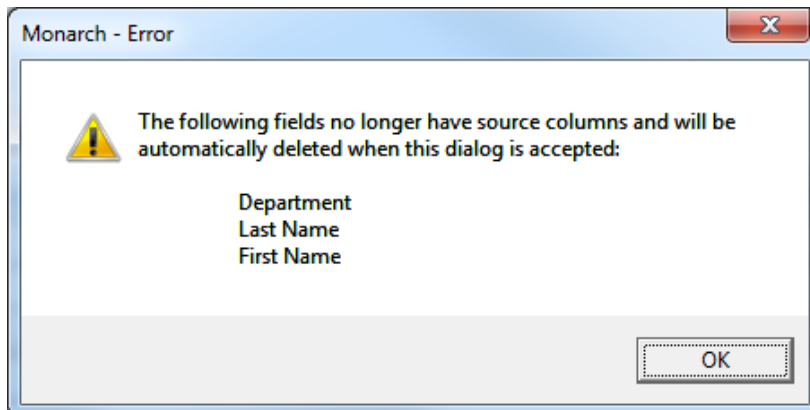 Monarch - Error
The following fields no longer have source columns and will be
automatically deleted when this dialog is accepted:
Department
Last Name
First Name
OK